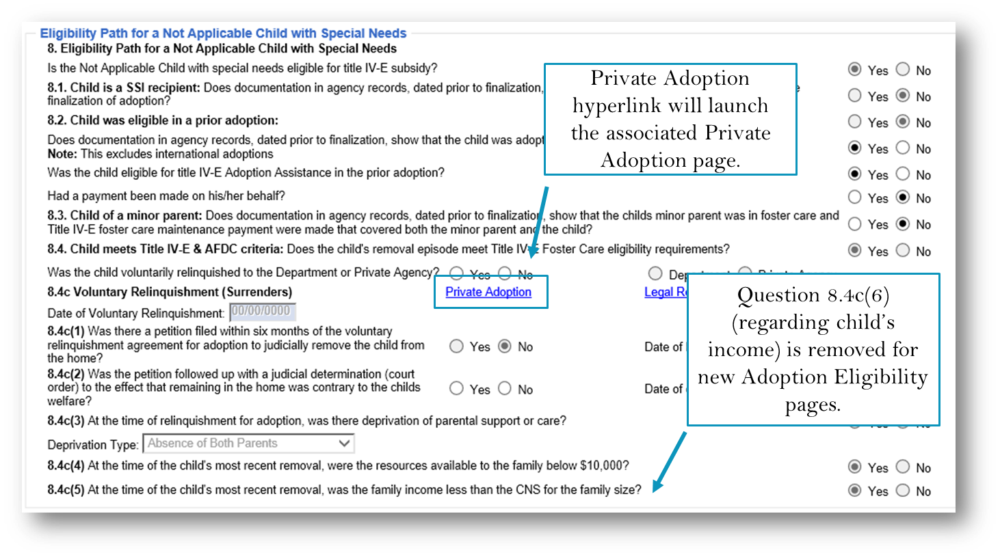 Eligibility Path for a Not Applicable Child with Special Needs
8. Eligibility Path for a Not Applicable Child with Special Needs
Is the Not Applicable Child with special needs eligible for title IV-E subsidy? Yes No
8.1. Child is a SSI recipient: Does documentation in agency records, dated prior to finalization,
finalization of adoption? Yes No
8.2. Child was eligible in a prior adoption: Yes No
Does documentation in agency records, dated prior to finalization, show that the child was adopt
Note: This excludes international adoptions Yes No
Was the child eligible for title IV-E Adoption Assistance in the prior adoption? Yes No
Had a payment been made on his/her behalf? Yes No
8.3. Child of a minor parent: Does documentation in agency records, dated prior to finalization, show that the childs minor parent was in foster care and
Title IV-E foster care maintenance payment were made that covered both the minor parent and the child? Yes No
8.4. Child meets Title IV-E & AFDC criteria: Does the child's removal episode meet Title IV-E Foster Care eligibility requirements? Yes No
Was the child voluntarily relinquished to the Department or Private Agency? Yes No
8.4c Voluntary Relinquishment (Surrenders) Private Adoption Legal
Date of Voluntary Relinquishment: 00/00/0000
8.4c(1) Was there a petition filed within six months of the voluntary
relinquishment agreement for adoption to judicially remove the child from
the home? Yes No Date of
8.4c(2) Was the petition followed up with a judicial determination (court
order) to the effect that remaining in the home was contrary to the childs
welfare? Yes No Date of
8.4c(3) At the time of relinquishment for adoption, was there deprivation of parental support or care?
Deprivation Type: Absence of Both Parents
8.4c(4) At the time of the child's most recent removal, were the resources available to the family below $10,000? Yes No
8.4c(5) At the time of the child's most recent removal, was the family income less than the CNS for the family size? Yes No
Private Adoption
hyperlink will launch
the associated Private
Adoption page.
Question 8.4c(6)
(regarding child's
income) is removed for
new Adoption Eligibility
pages.